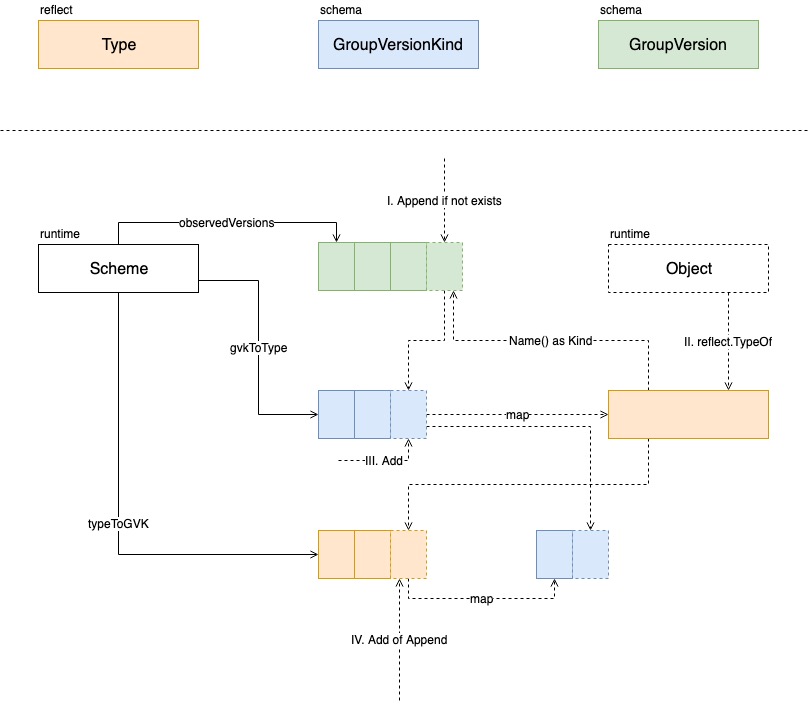 reflect
Type
schema
GroupVersionKind
schema
GroupVersion
I. Append if not exists
observedVersions
runtime
Scheme
runtime
Object
gvkToType
Name() as Kind
II. reflect.TypeOf
map
III. Add
typeToGVK
map
IV. Add of Append